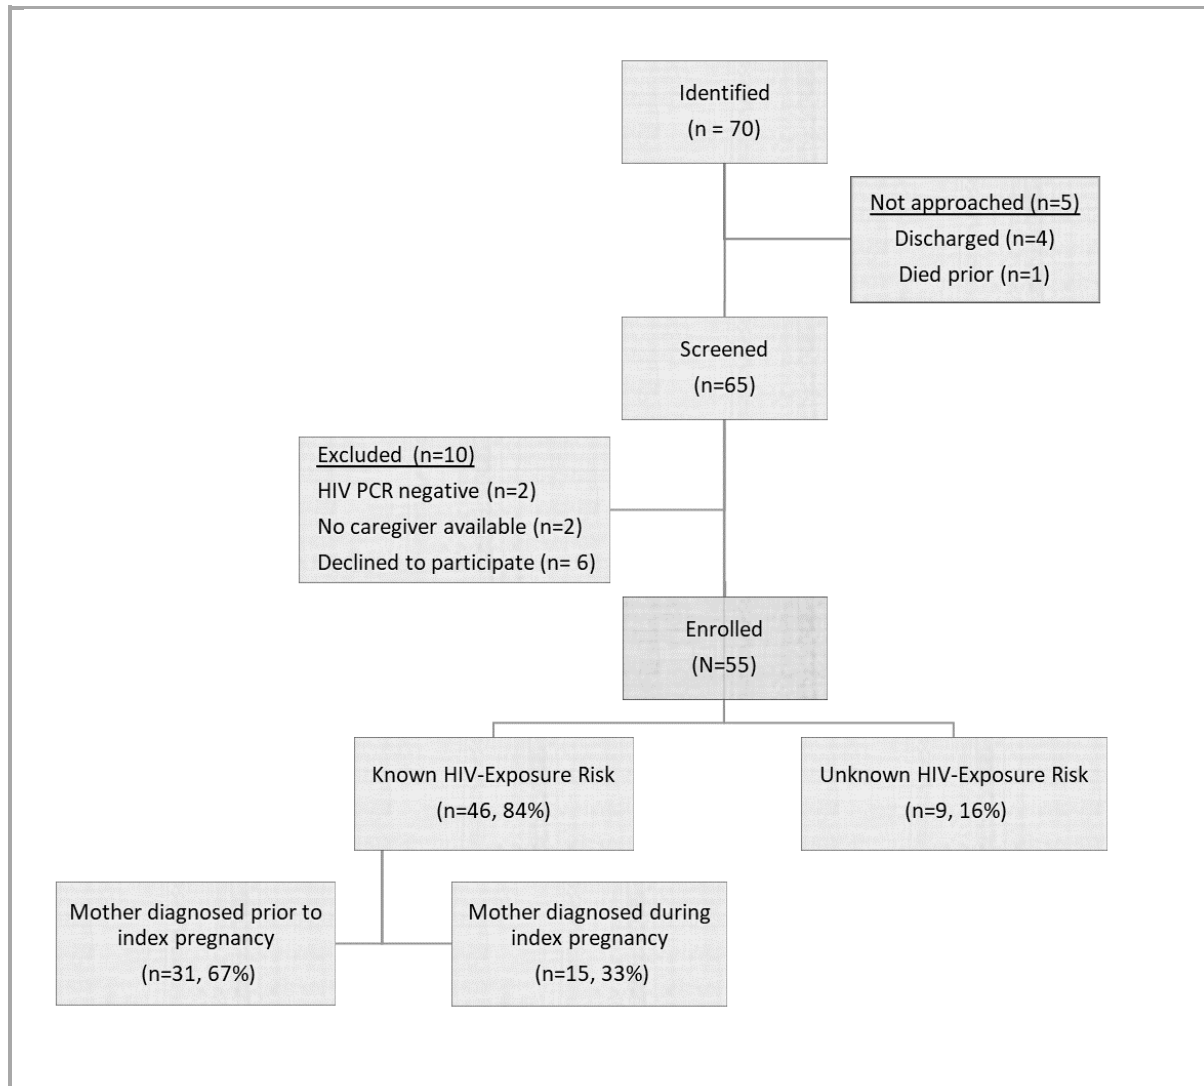 Identified
(n = 70)
Not approached (n=5)
Discharged (n=4)
Died prior (n=1)
Screened
(n=65)
Excluded  (n=10)
HIV PCR negative (n=2)
No caregiver available (n=2)
Declined to participate (n= 6)
Enrolled
(N=55)
Known HIV-Exposure Risk
(n=46, 84%)
Unknown HIV-Exposure Risk
(n=9, 16%)
Mother diagnosed prior to
index pregnancy
(n=31, 67%)
Mother diagnosed during
index pregnancy
(n=15, 33%)